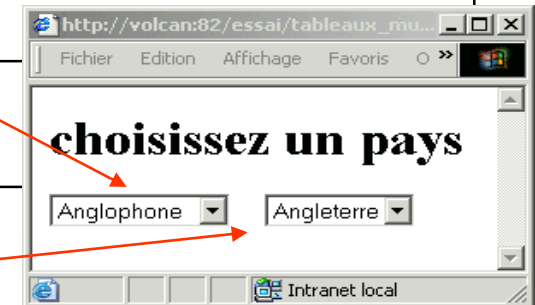 http://volcan:82/essai/tableaux_mu...
Fichier Edition Affichage Favoris O »
choisissez un pays
Anglophone Angleterre
Intranet local